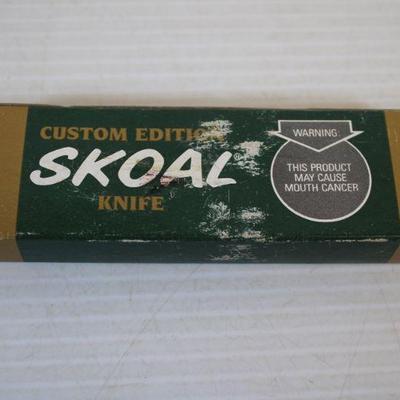 CUSTOM EDITION
SKOAL
KNIFE
WARNING:
THIS PRODUCT
MAY CAUSE
MOUTH CANCER